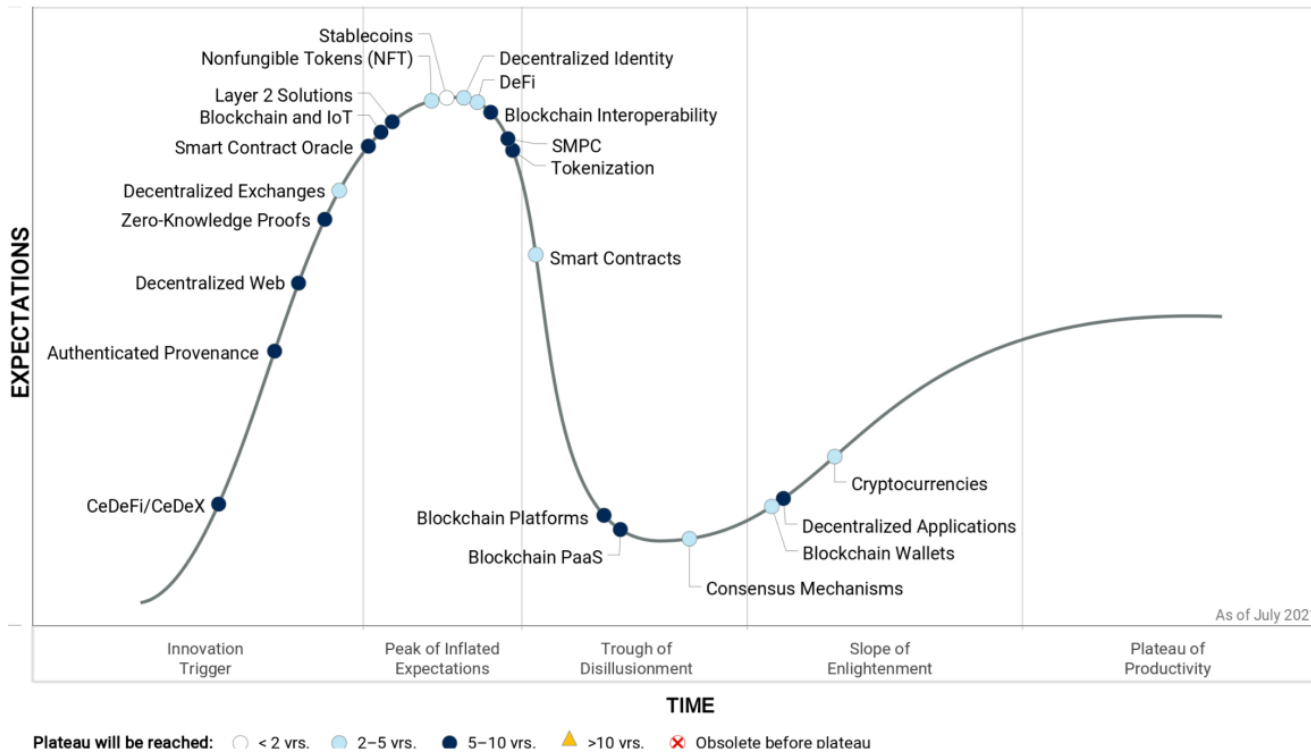 Stablecoins
Nonfungible Tokens (NFT)
Decentralized Identity
DeFi
Layer 2 Solutions
Blockchain and IoT
Blockchain Interoperability
Smart Contract Oracle
SMPC
Tokenization
Decentralized Exchanges
Zero-Knowledge Proofs
Smart Contracts
Decentralized Web
Authenticated Provenance
CeDeFi/CeDeX
Blockchain Platforms
Blockchain PaaS
Consensus Mechanisms
Cryptocurrencies
Decentralized Applications
Blockchain Wallets
EXPECTATIONS
As of July 202
Innovation
Trigger
Peak of Inflated
Expectations
Trough of
Disillusionment
Slope of
Enlightenment
Plateau of
Productivity
TIME
Plateau will be reached: < 2 yrs. 2–5 yrs. 5–10 yrs. >10 yrs. Obsolete before plateau